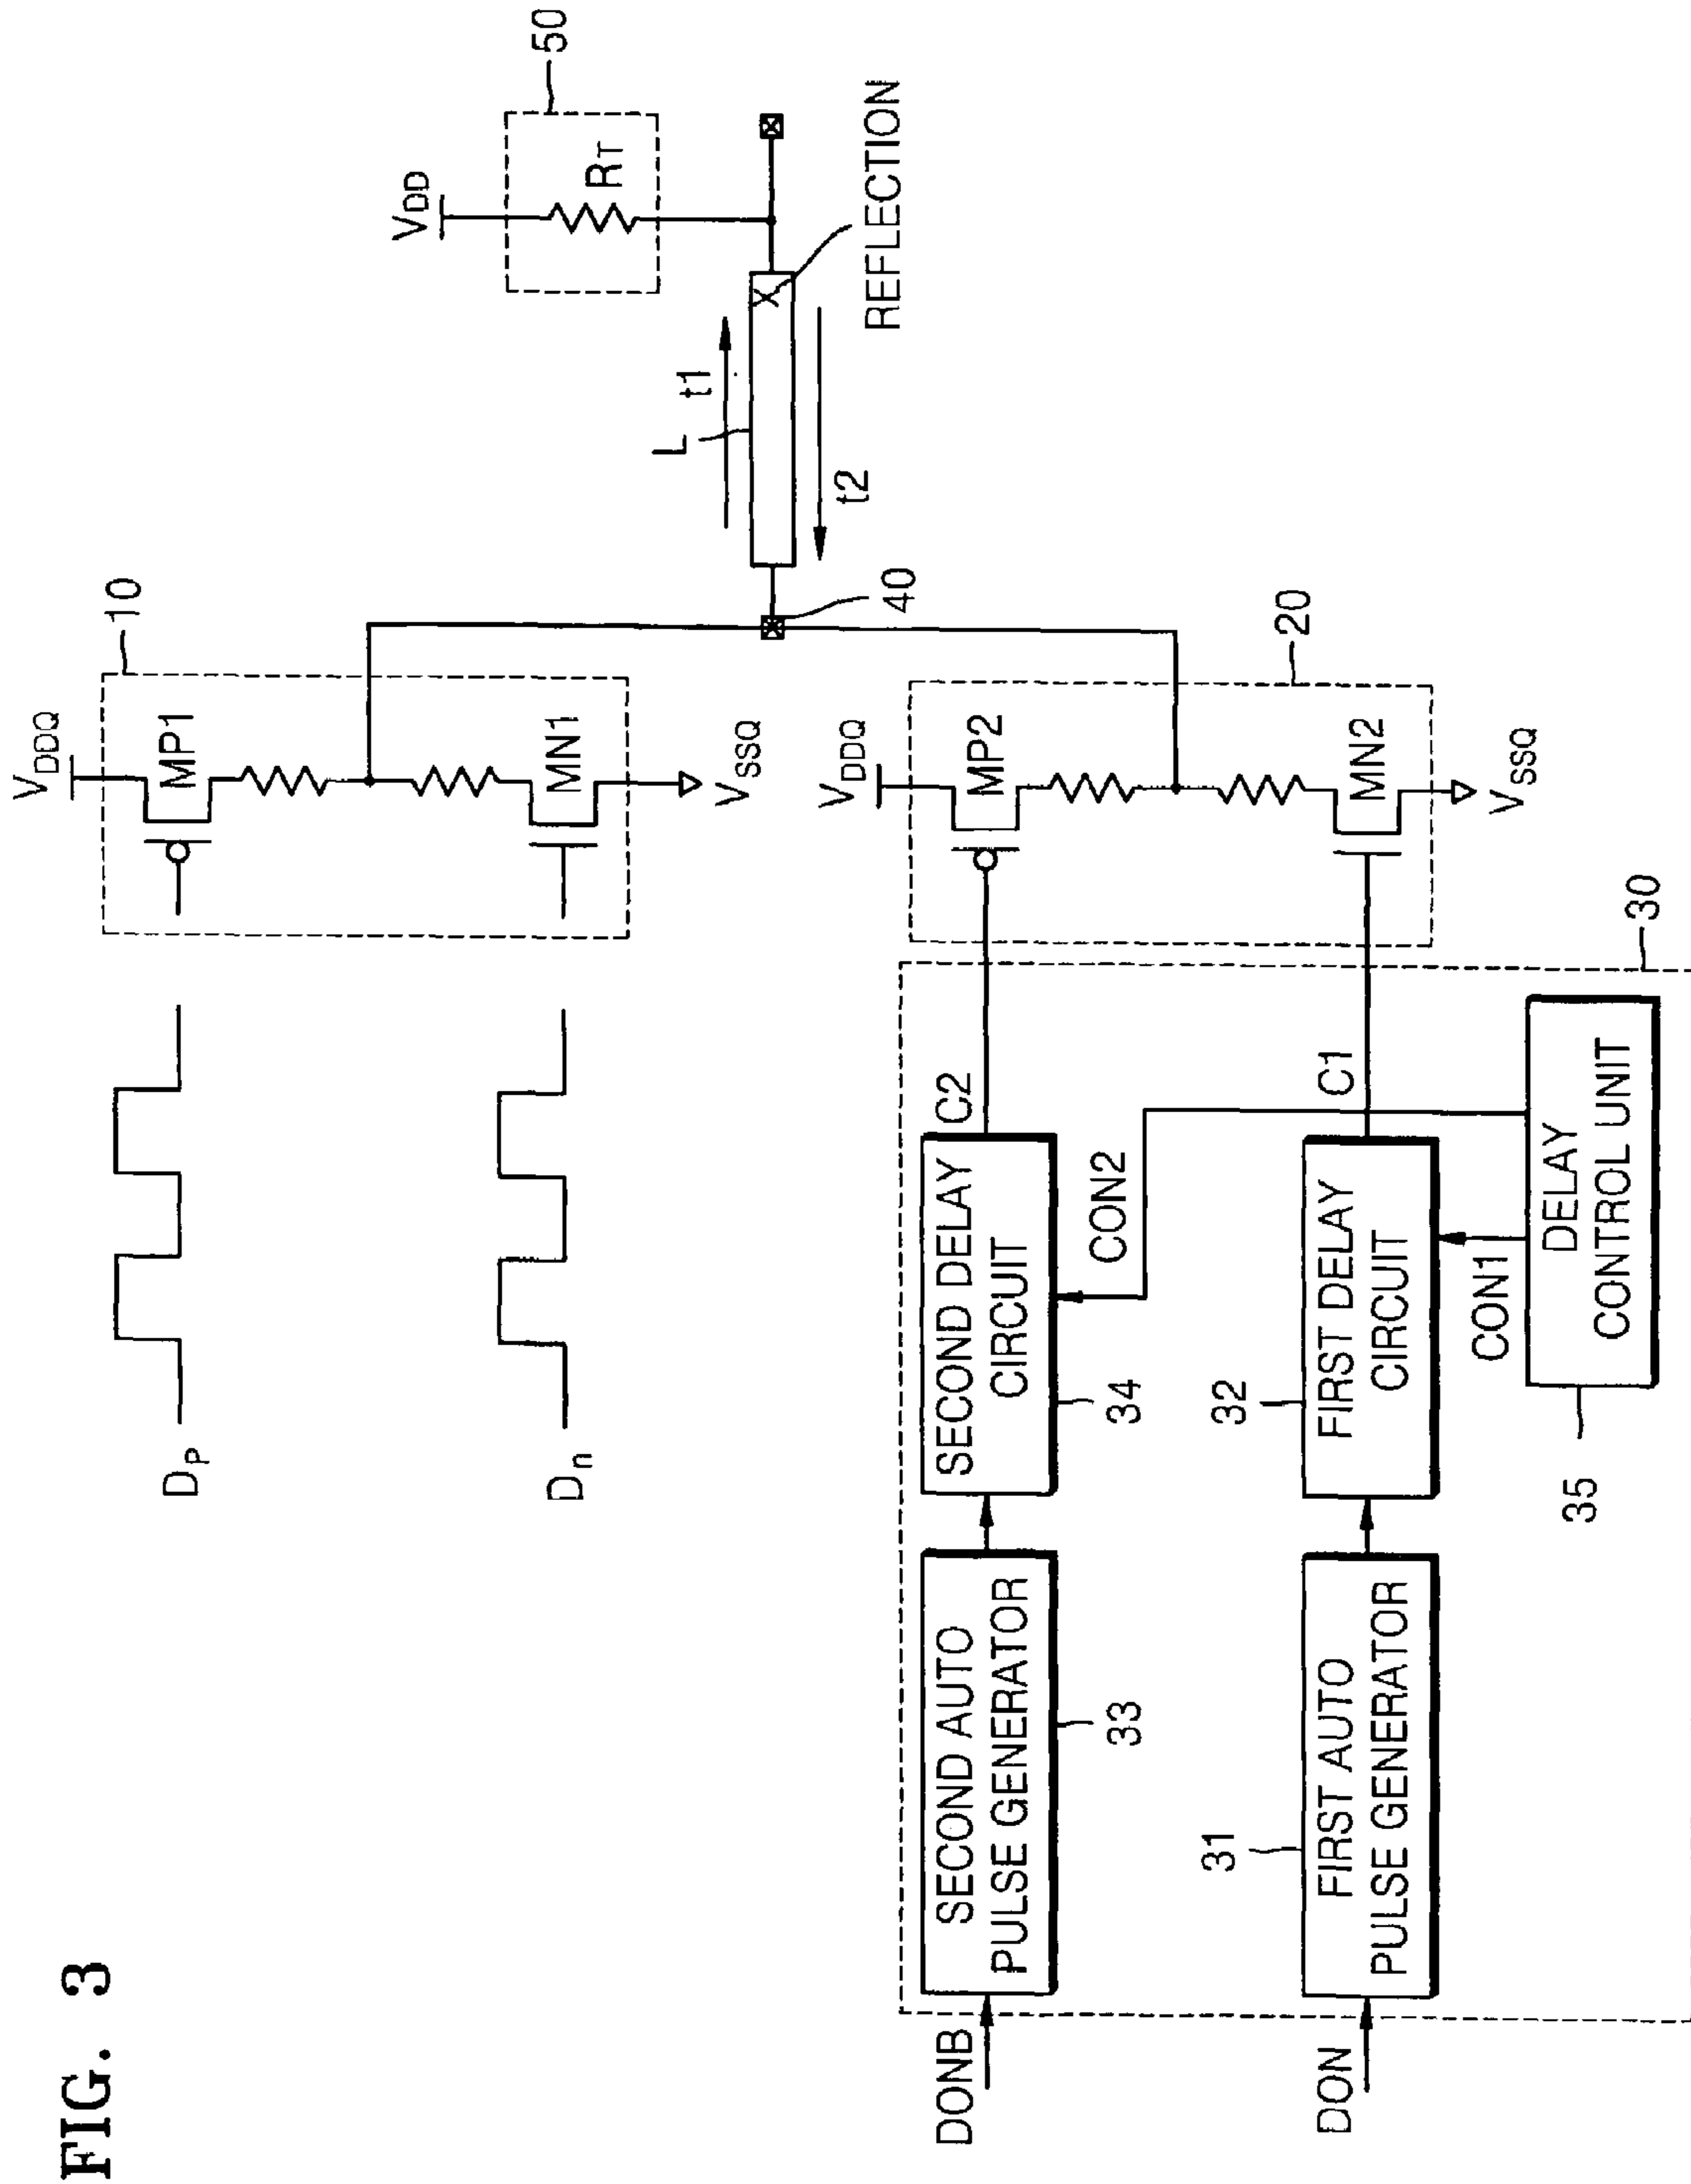 FIG. 3
Dp
Dn
VDDQ
MP1
MN1
VSSQ
10
VDDQ
MP2
MN2
VSSQ
20
40
L
t1
t2
REFLECTION
VDD
RT
50
DONB
SECOND AUTO
PULSE GENERATOR
33
SECOND DELAY
CIRCUIT
34
C2
CON2
DON
31
FIRST AUTO
PULSE GENERATOR
32
FIRST DELAY
CIRCUIT
C1
CON1
DELAY
CONTROL UNIT
35
30